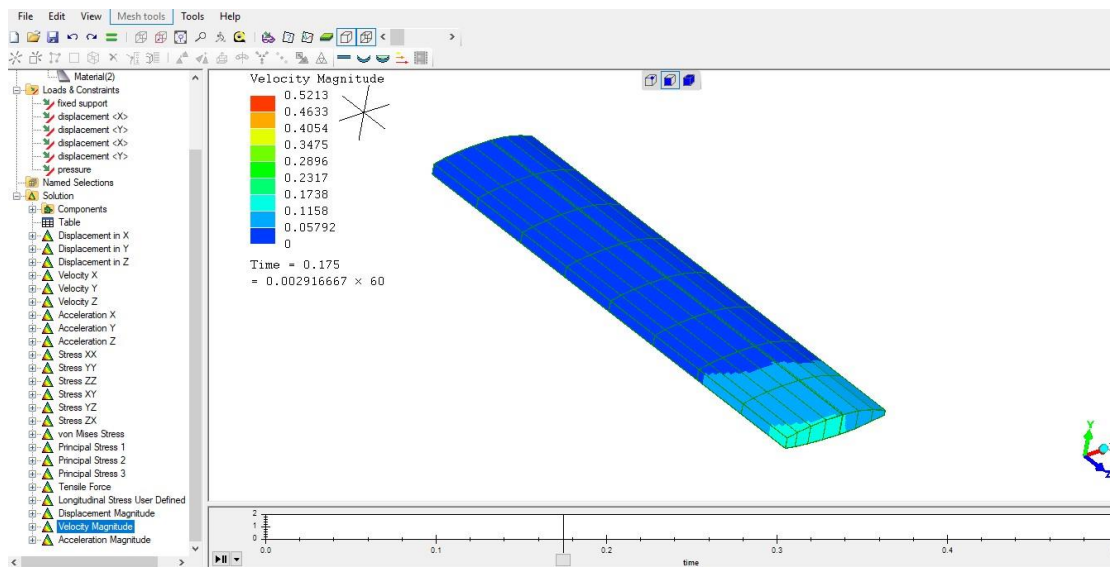 File Edit View Mesh tools Tools Help
Material(2)
Loads & Constraints
fixed support
displacement <X>
displacement <Y>
displacement <X>
displacement <Y>
pressure
Named Selections
Solution
Components
Table
Displacement in X
Displacement in Y
Displacement in Z
Velocity X
Velocity Y
Velocity Z
Acceleration X
Acceleration Y
Acceleration Z
Stress XX
Stress YY
Stress ZZ
Stress XY
Stress YZ
Stress ZX
von Mises Stress
Principal Stress 1
Principal Stress 2
Principal Stress 3
Tensile Force
Longitudinal Stress User Defined
Displacement Magnitude
Velocity Magnitude
Acceleration Magnitude
Velocity Magnitude
0.5213
0.4633
0.4054
0.3475
0.2896
0.2317
0.1738
0.1158
0.05792
0
Time = 0.175
= 0.002916667 × 60
Y
Z
2
1
0
0.0 0.1 0.2 0.3 0.4
time